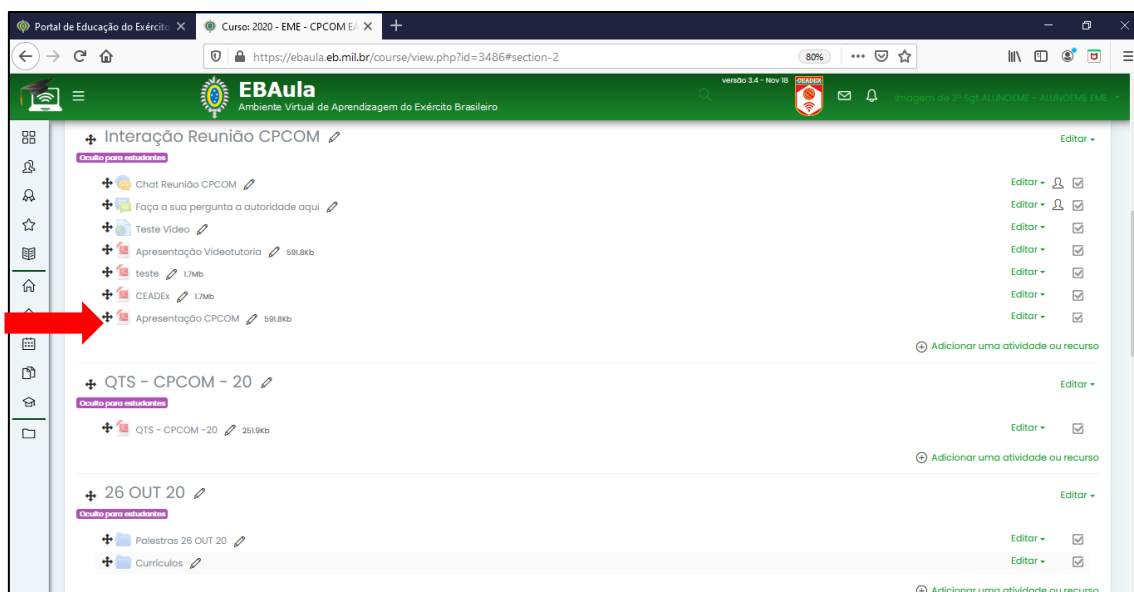 Portal de Educação do Exército
Curso: 2020 - EME - CPCOM EA
https://ebaula.eb.mil.br/course/view.php?id=3486#section-2
80%
EBAula
Ambiente Virtual de Aprendizagem do Exército Brasileiro
versão 3.4 - Nov 18
CEADEX
Imagem de 3º Sgt ALUNOEME - ALUNOEME EME
Interação Reunião CPCOM
Editar
Oculto para estudantes
Chat Reunião CPCOM
Editar
Faça a sua pergunta a autoridade aqui
Editar
Teste Vídeo
Editar
Apresentação Videotutoria 591.8Kb
Editar
teste 1.7Mb
Editar
CEADEx 1.7Mb
Editar
Apresentação CPCOM 591.8Kb
Editar
Adicionar uma atividade ou recurso
QTS - CPCOM - 20
Editar
Oculto para estudantes
QTS - CPCOM -20 251.9Kb
Editar
Adicionar uma atividade ou recurso
26 OUT 20
Editar
Oculto para estudantes
Palestras 26 OUT 20
Editar
Currículos
Editar
Adicionar uma atividade ou recurso